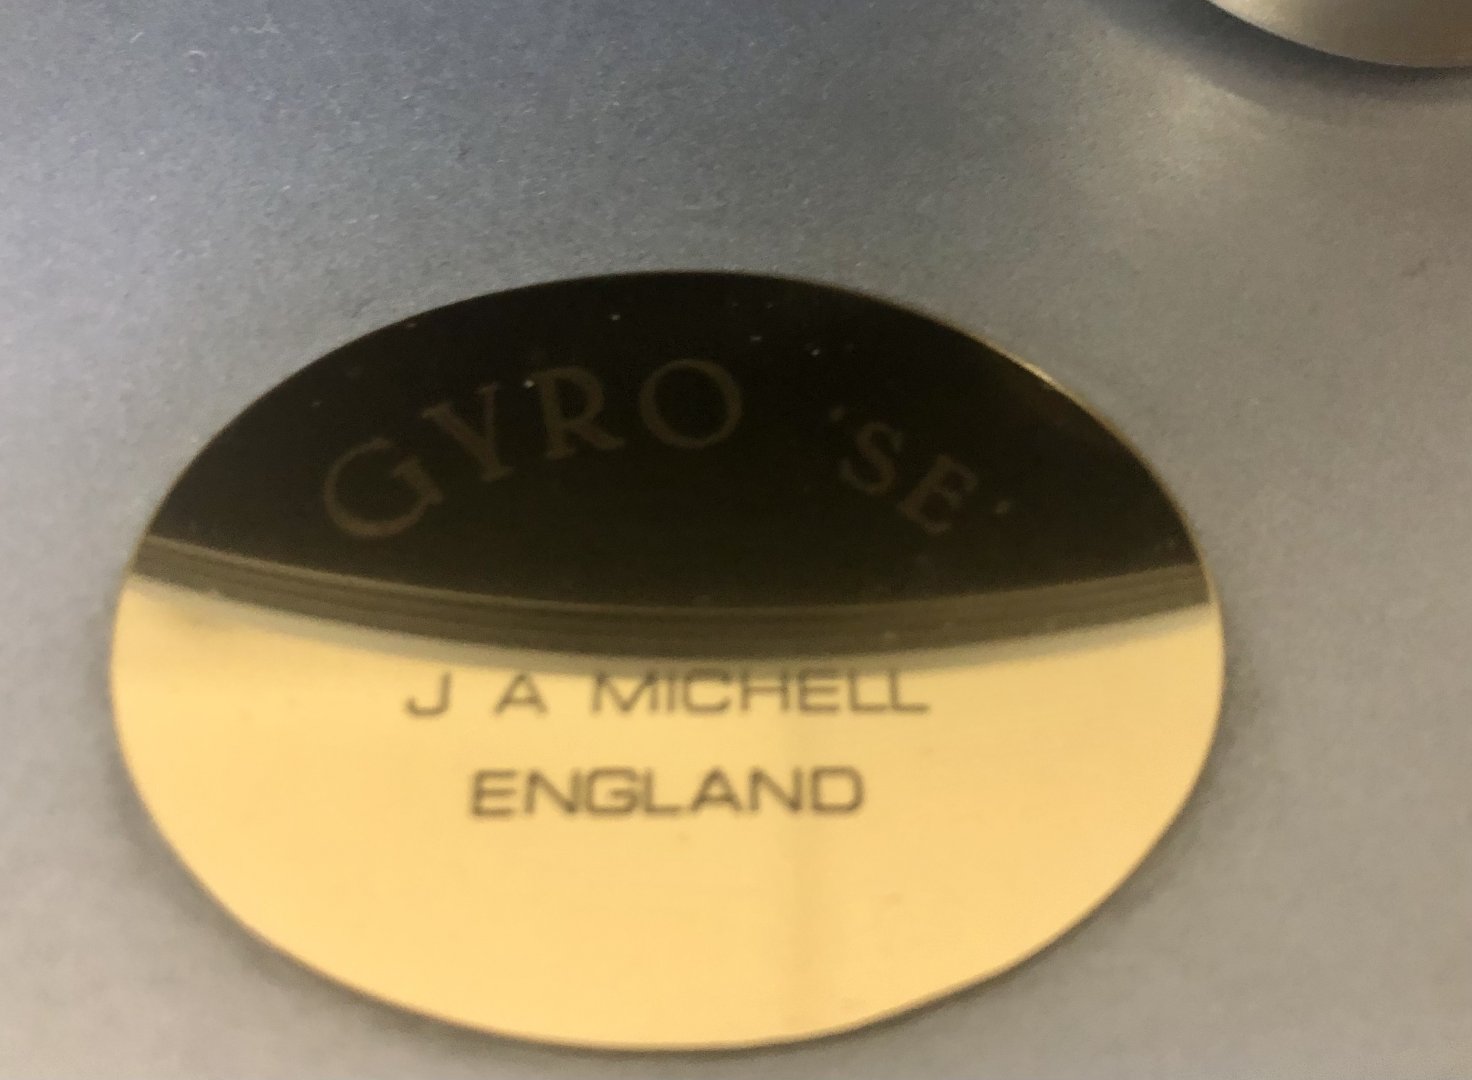 GYRO 'SE'
J A MICHELL
ENGLAND